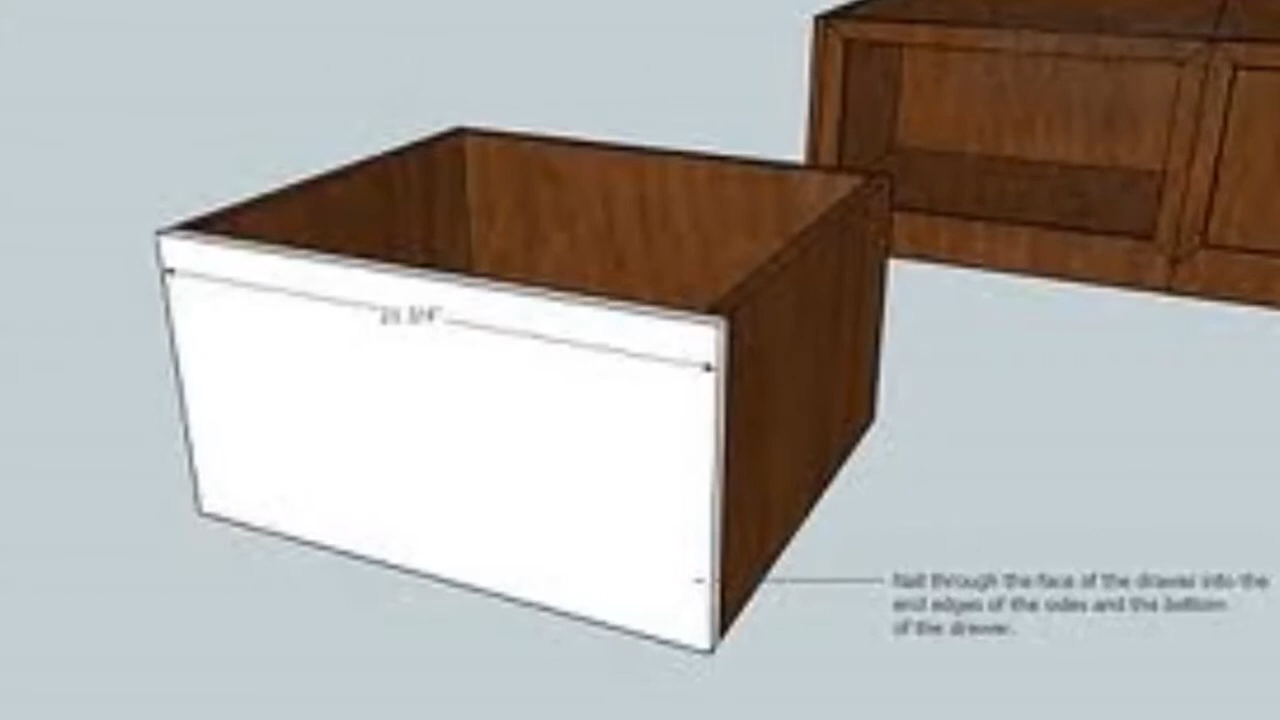 Nail through the face of the drawer into the
end edges of the sides and the bottom
of the drawer.